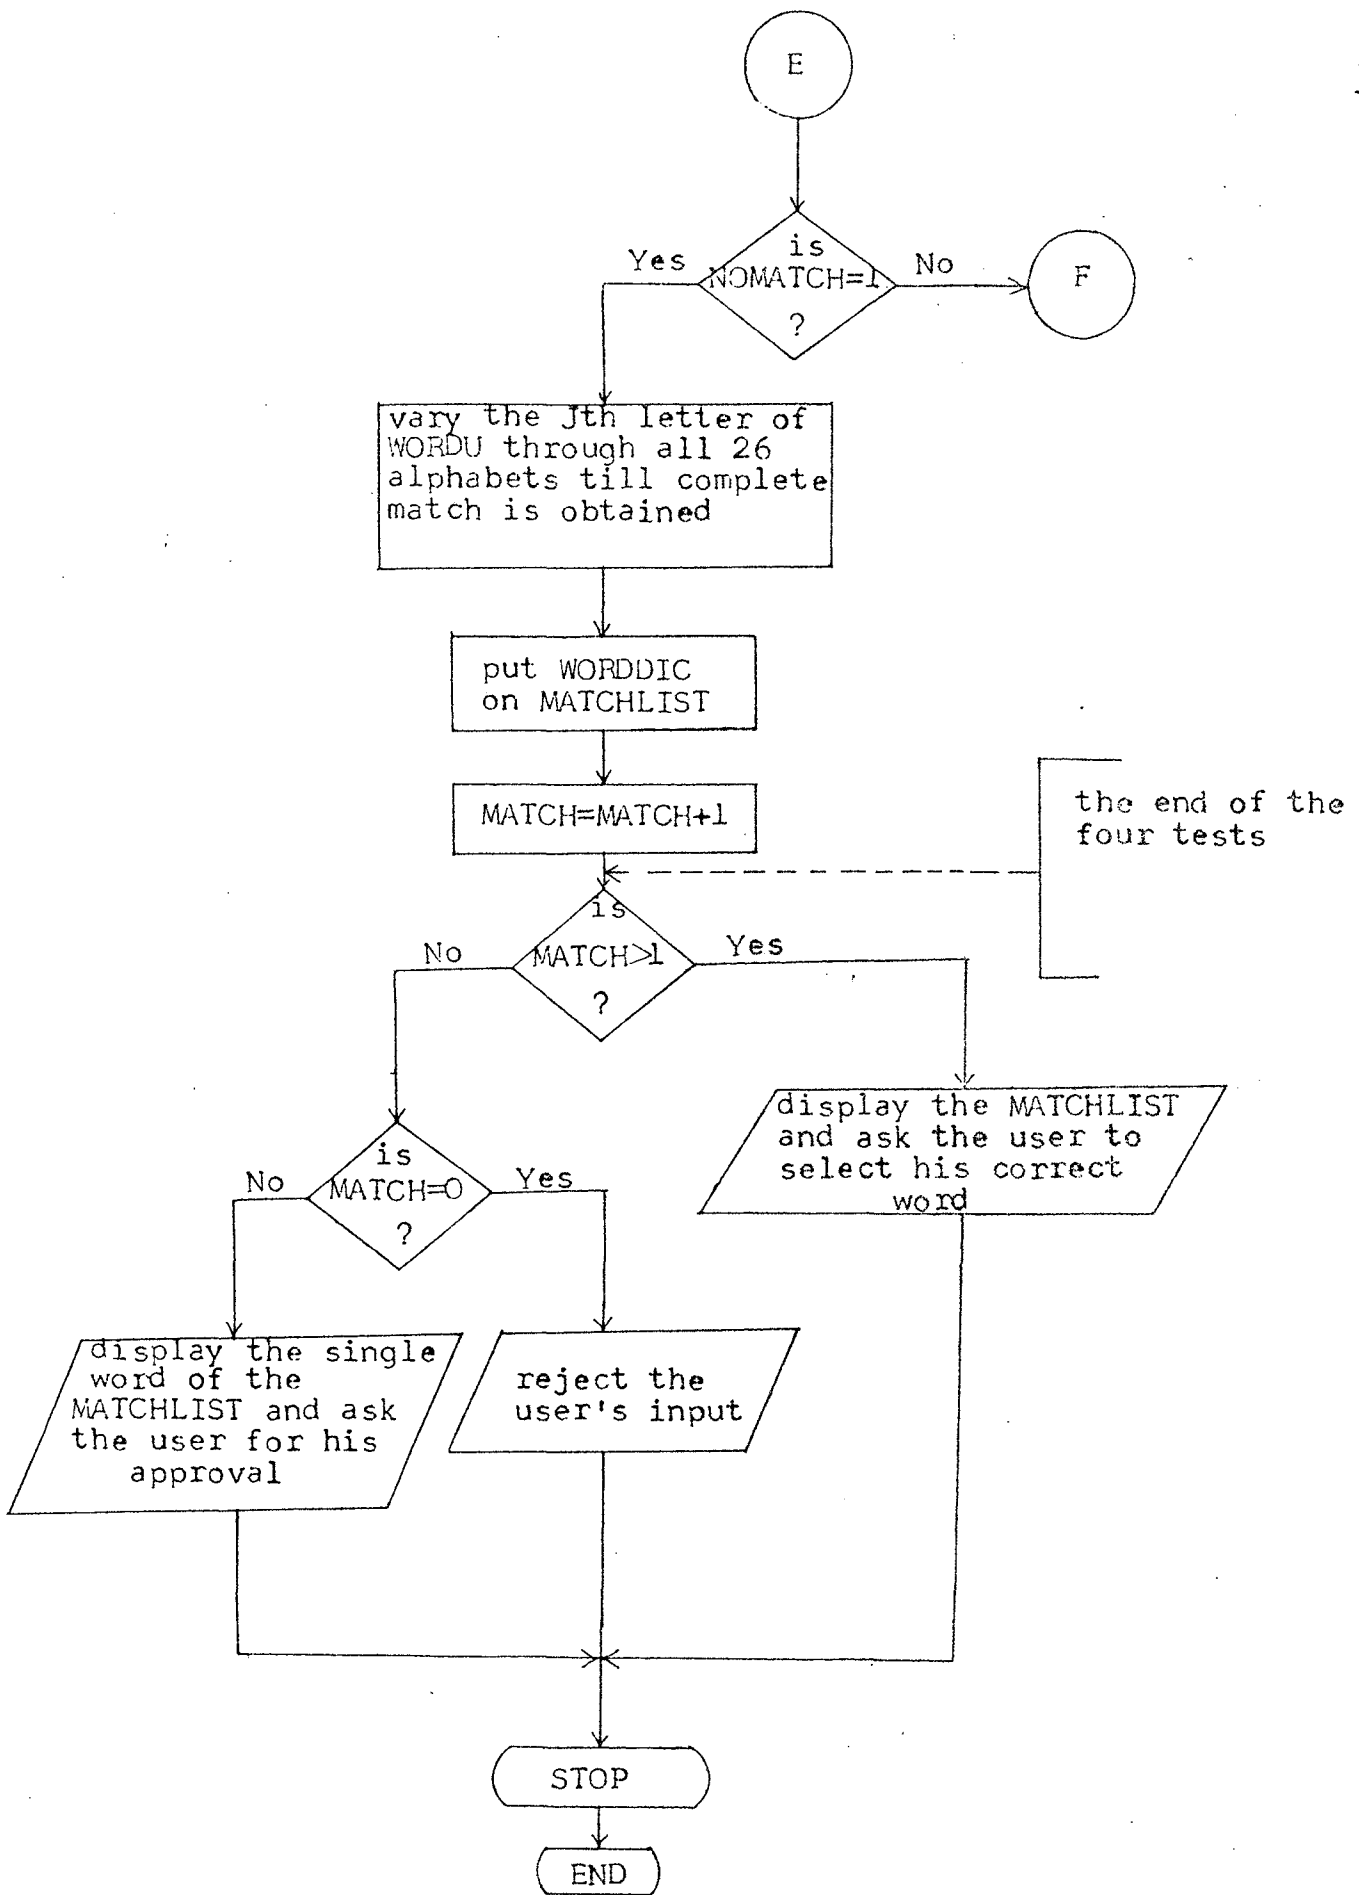 E
is
Yes
NOMATCH=1
No
F
?
vary the Jth letter of
WORDU through all 26
alphabets till complete
match is obtained
put WORDDIC
on MATCHLIST
MATCH=MATCH+1
the end of the
four tests
is
No
MATCH>1
Yes
?
display the MATCHLIST
and ask the user to
select his correct
word
is
No
MATCH=0
Yes
?
display the single
word of the
MATCHLIST and ask
the user for his
approval
reject the
user's input
STOP
END